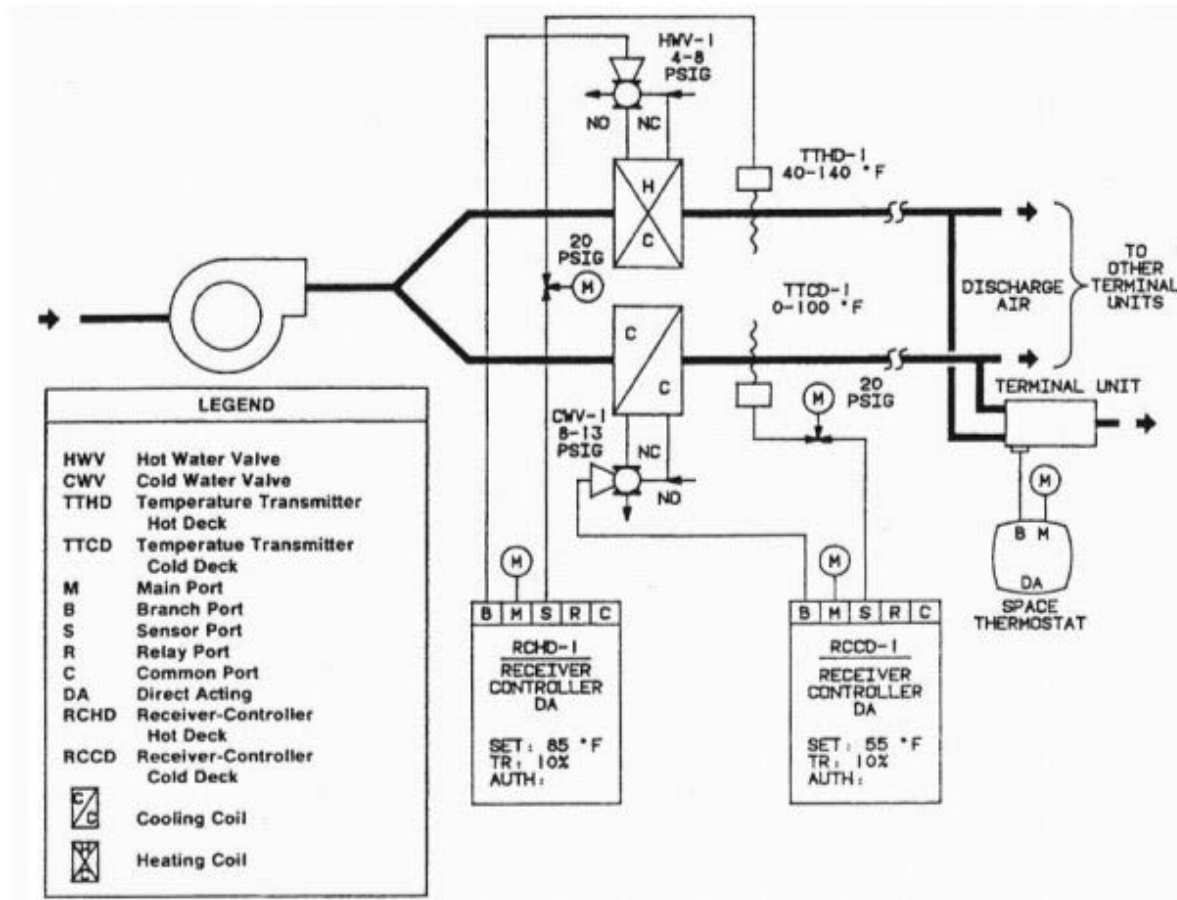 HWV-1
4-8
PSIG
NO
NC
TTHD-1
40-140 °F
H
C
20
PSIG
M
TTCD-1
0-100 °F
DISCHARGE
AIR
TO
OTHER
TERMINAL
UNITS
C
C
M
20
PSIG
TERMINAL UNIT
CWV-1
8-13
PSIG
NC
NO
B M
M
DA
SPACE
THERMOSTAT
LEGEND
HWV Hot Water Valve
CWV Cold Water Valve
TTHD Temperature Transmitter
Hot Deck
TTCD Temperatue Transmitter
Cold Deck
M Main Port
B Branch Port
S Sensor Port
R Relay Port
C Common Port
DA Direct Acting
RCHD Receiver-Controller
Hot Deck
RCCD Receiver-Controller
Cold Deck
C
C
Cooling Coil
H
C
Heating Coil
M
B M S R C
RCHD-1
RECEIVER
CONTROLLER
DA
SET: 85 °F
TR: 10%
AUTH:
M
B M S R C
RCCD-1
RECEIVER
CONTROLLER
DA
SET: 55 °F
TR: 10%
AUTH: